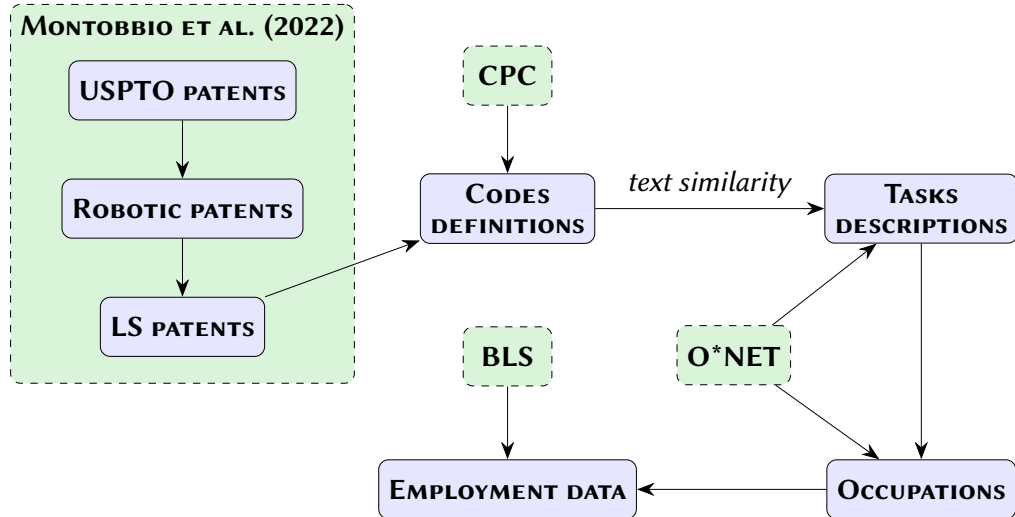 Montobbio et al. (2022)
USPTO patents
Robotic patents
LS patents
CPC
Codes
definitions
text similarity
Tasks
descriptions
BLS
O*NET
Employment data
Occupations